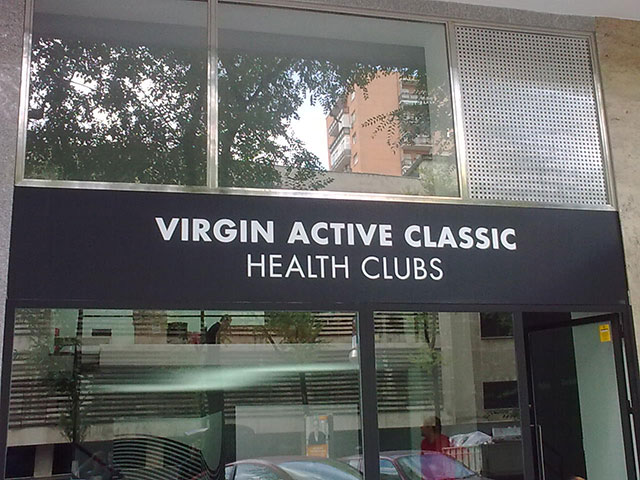 VIRGIN ACTIVE CLASSIC
HEALTH CLUBS